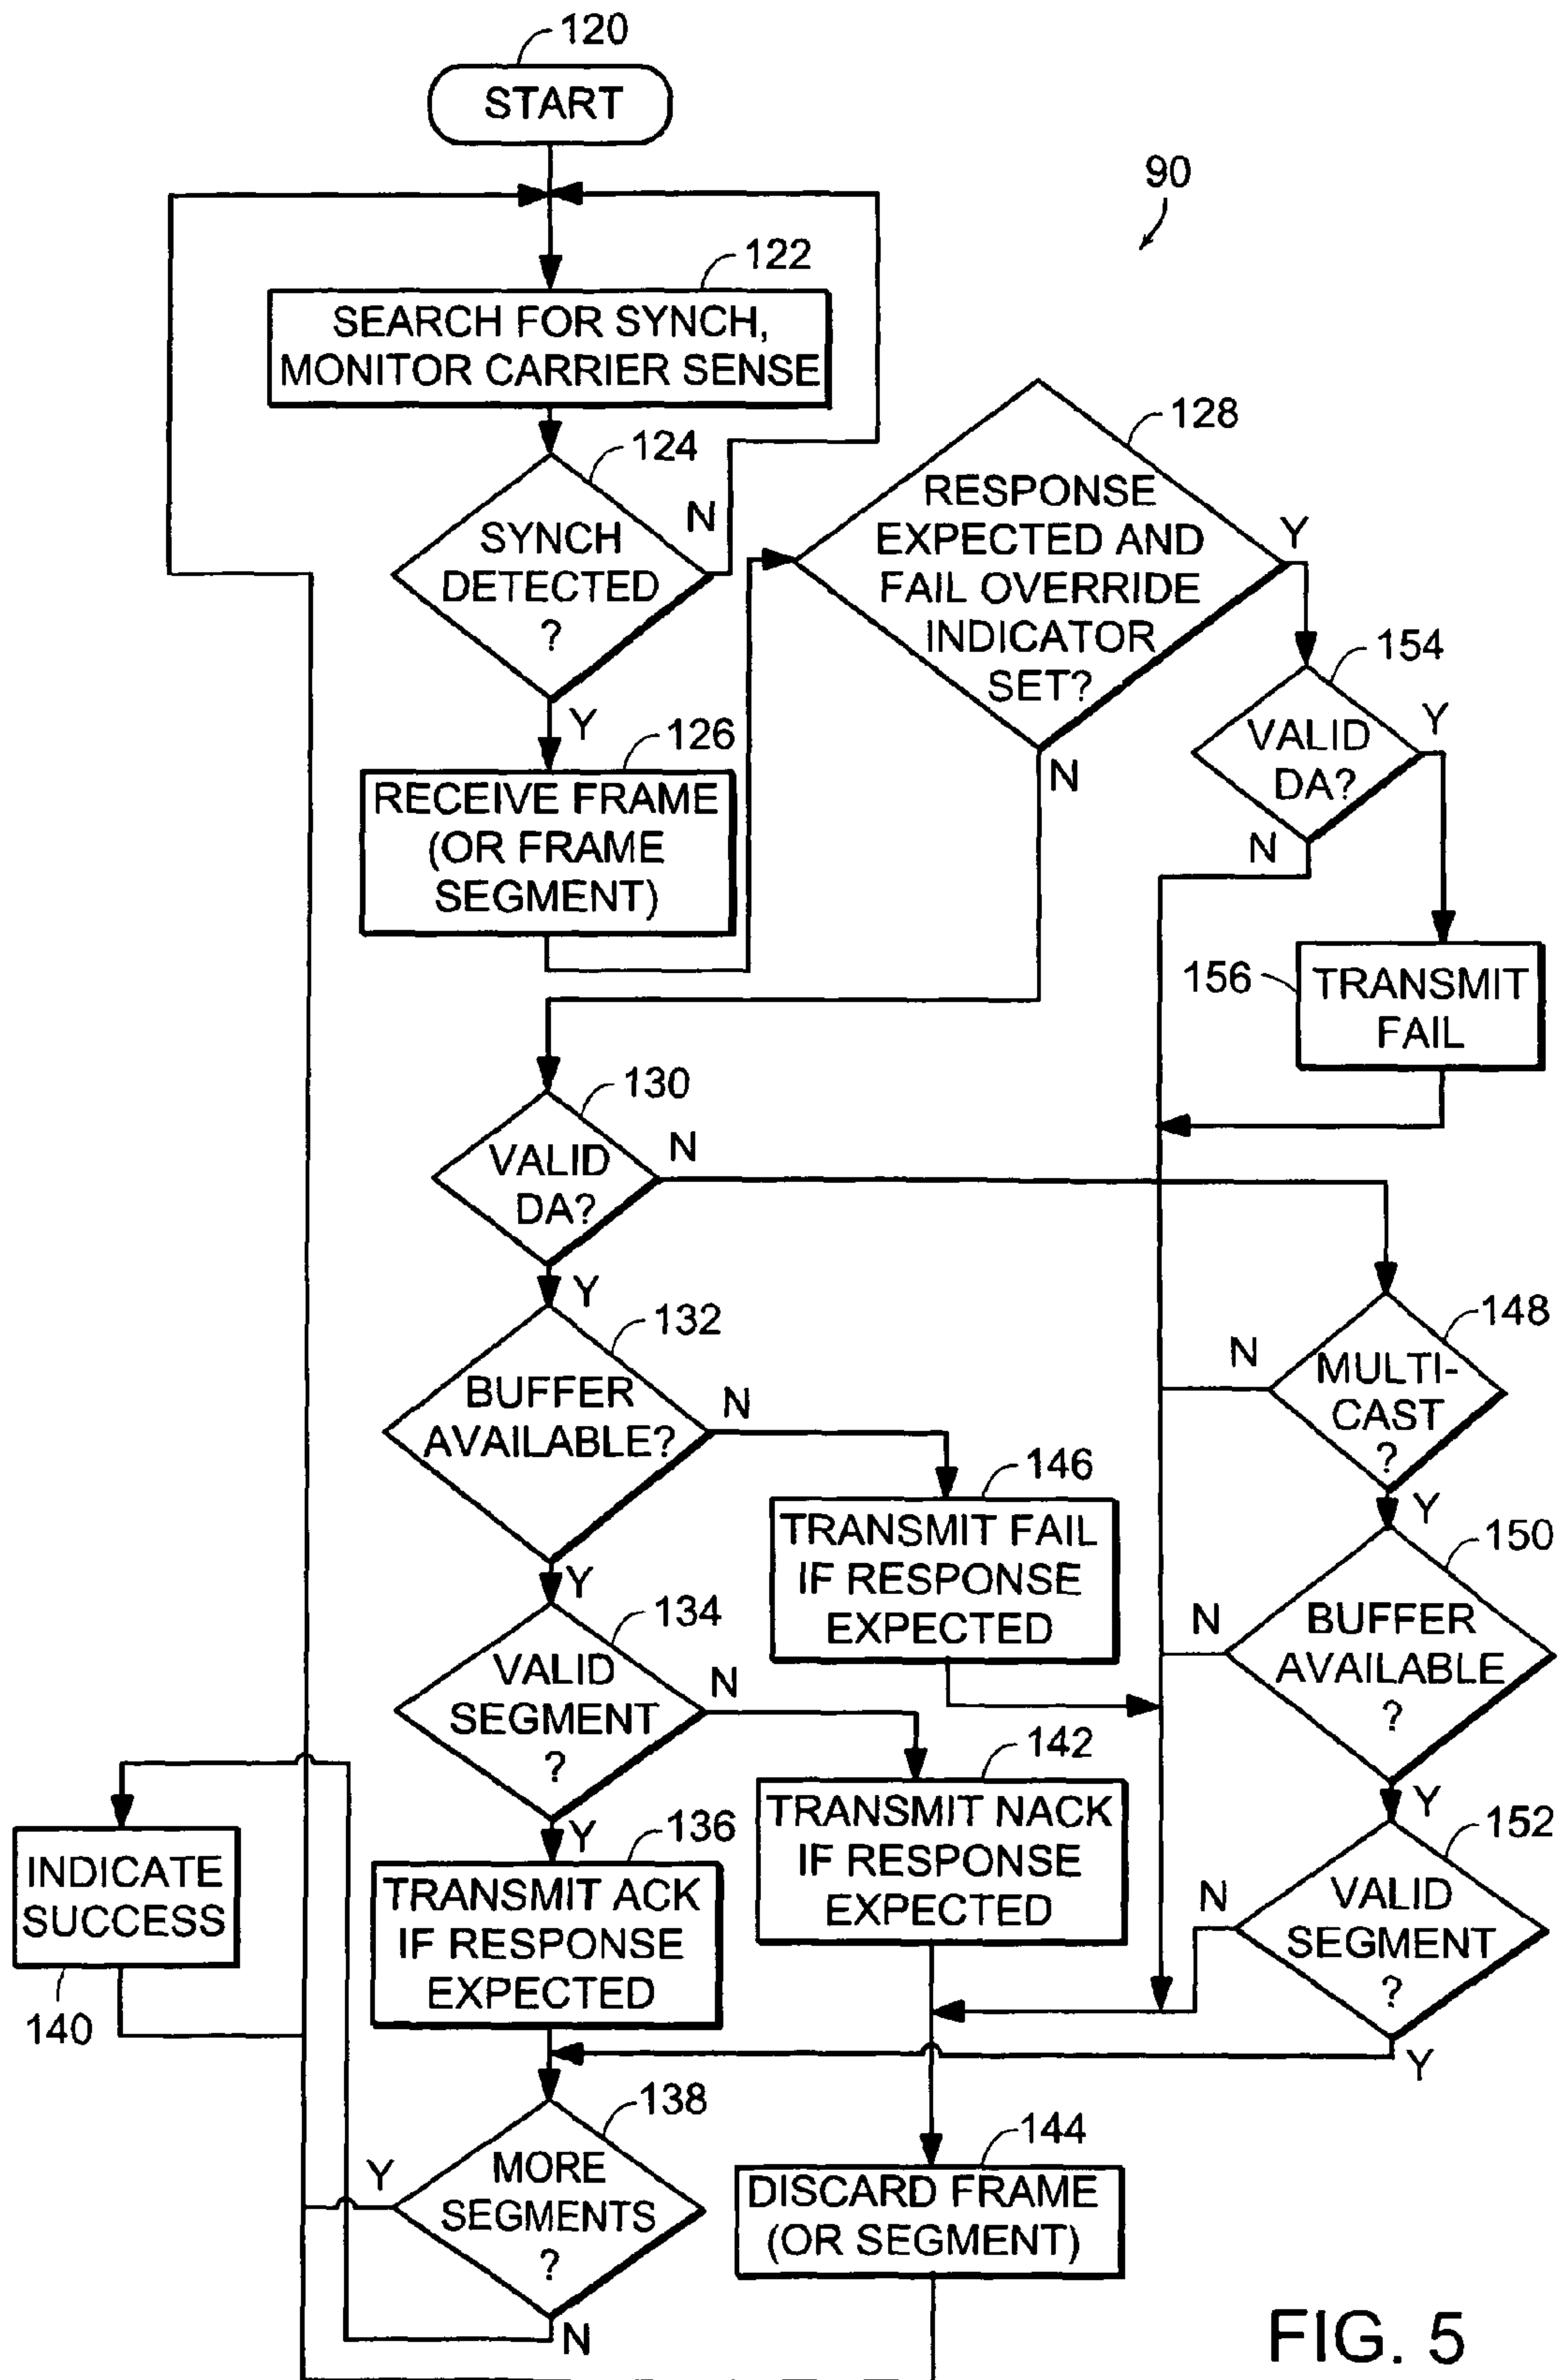 120
START
90
122
SEARCH FOR SYNCH,
MONITOR CARRIER SENSE
124
SYNCH
DETECTED
?
N
Y
128
RESPONSE
EXPECTED AND
FAIL OVERRIDE
INDICATOR
SET?
Y
N
126
RECEIVE FRAME
(OR FRAME
SEGMENT)
154
VALID
DA?
Y
N
156
TRANSMIT
FAIL
130
VALID
DA?
N
Y
132
BUFFER
AVAILABLE?
N
Y
148
MULTI-
CAST
?
N
Y
146
TRANSMIT FAIL
IF RESPONSE
EXPECTED
150
BUFFER
AVAILABLE
?
N
Y
134
VALID
SEGMENT
?
N
Y
142
TRANSMIT NACK
IF RESPONSE
EXPECTED
152
VALID
SEGMENT
?
N
Y
136
TRANSMIT ACK
IF RESPONSE
EXPECTED
INDICATE
SUCCESS
140
138
MORE
SEGMENTS
?
Y
N
144
DISCARD FRAME
(OR SEGMENT)
FIG. 5